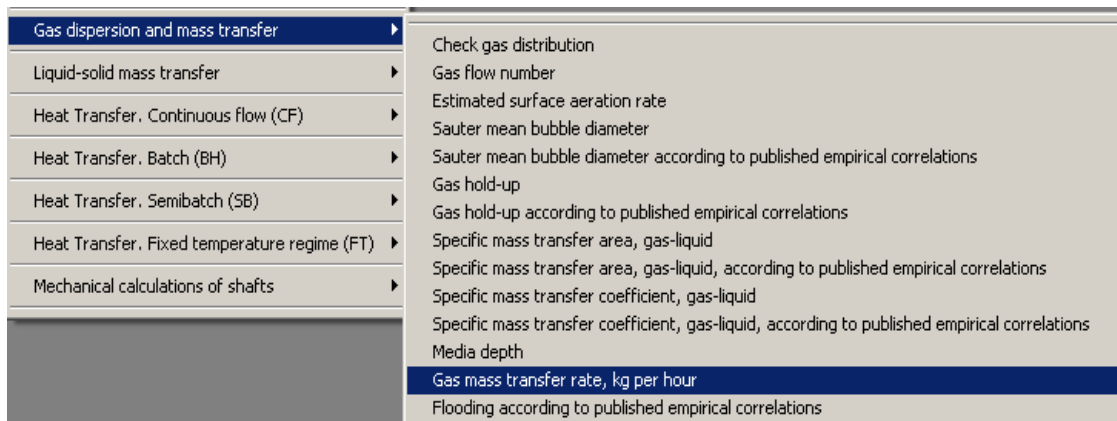 Gas dispersion and mass transfer
Liquid-solid mass transfer
Heat Transfer. Continuous flow (CF)
Heat Transfer. Batch (BH)
Heat Transfer. Semibatch (SB)
Heat Transfer. Fixed temperature regime (FT)
Mechanical calculations of shafts
Check gas distribution
Gas flow number
Estimated surface aeration rate
Sauter mean bubble diameter
Sauter mean bubble diameter according to published empirical correlations
Gas hold-up
Gas hold-up according to published empirical correlations
Specific mass transfer area, gas-liquid
Specific mass transfer area, gas-liquid, according to published empirical correlations
Specific mass transfer coefficient, gas-liquid
Specific mass transfer coefficient, gas-liquid, according to published empirical correlations
Media depth
Gas mass transfer rate, kg per hour
Flooding according to published empirical correlations